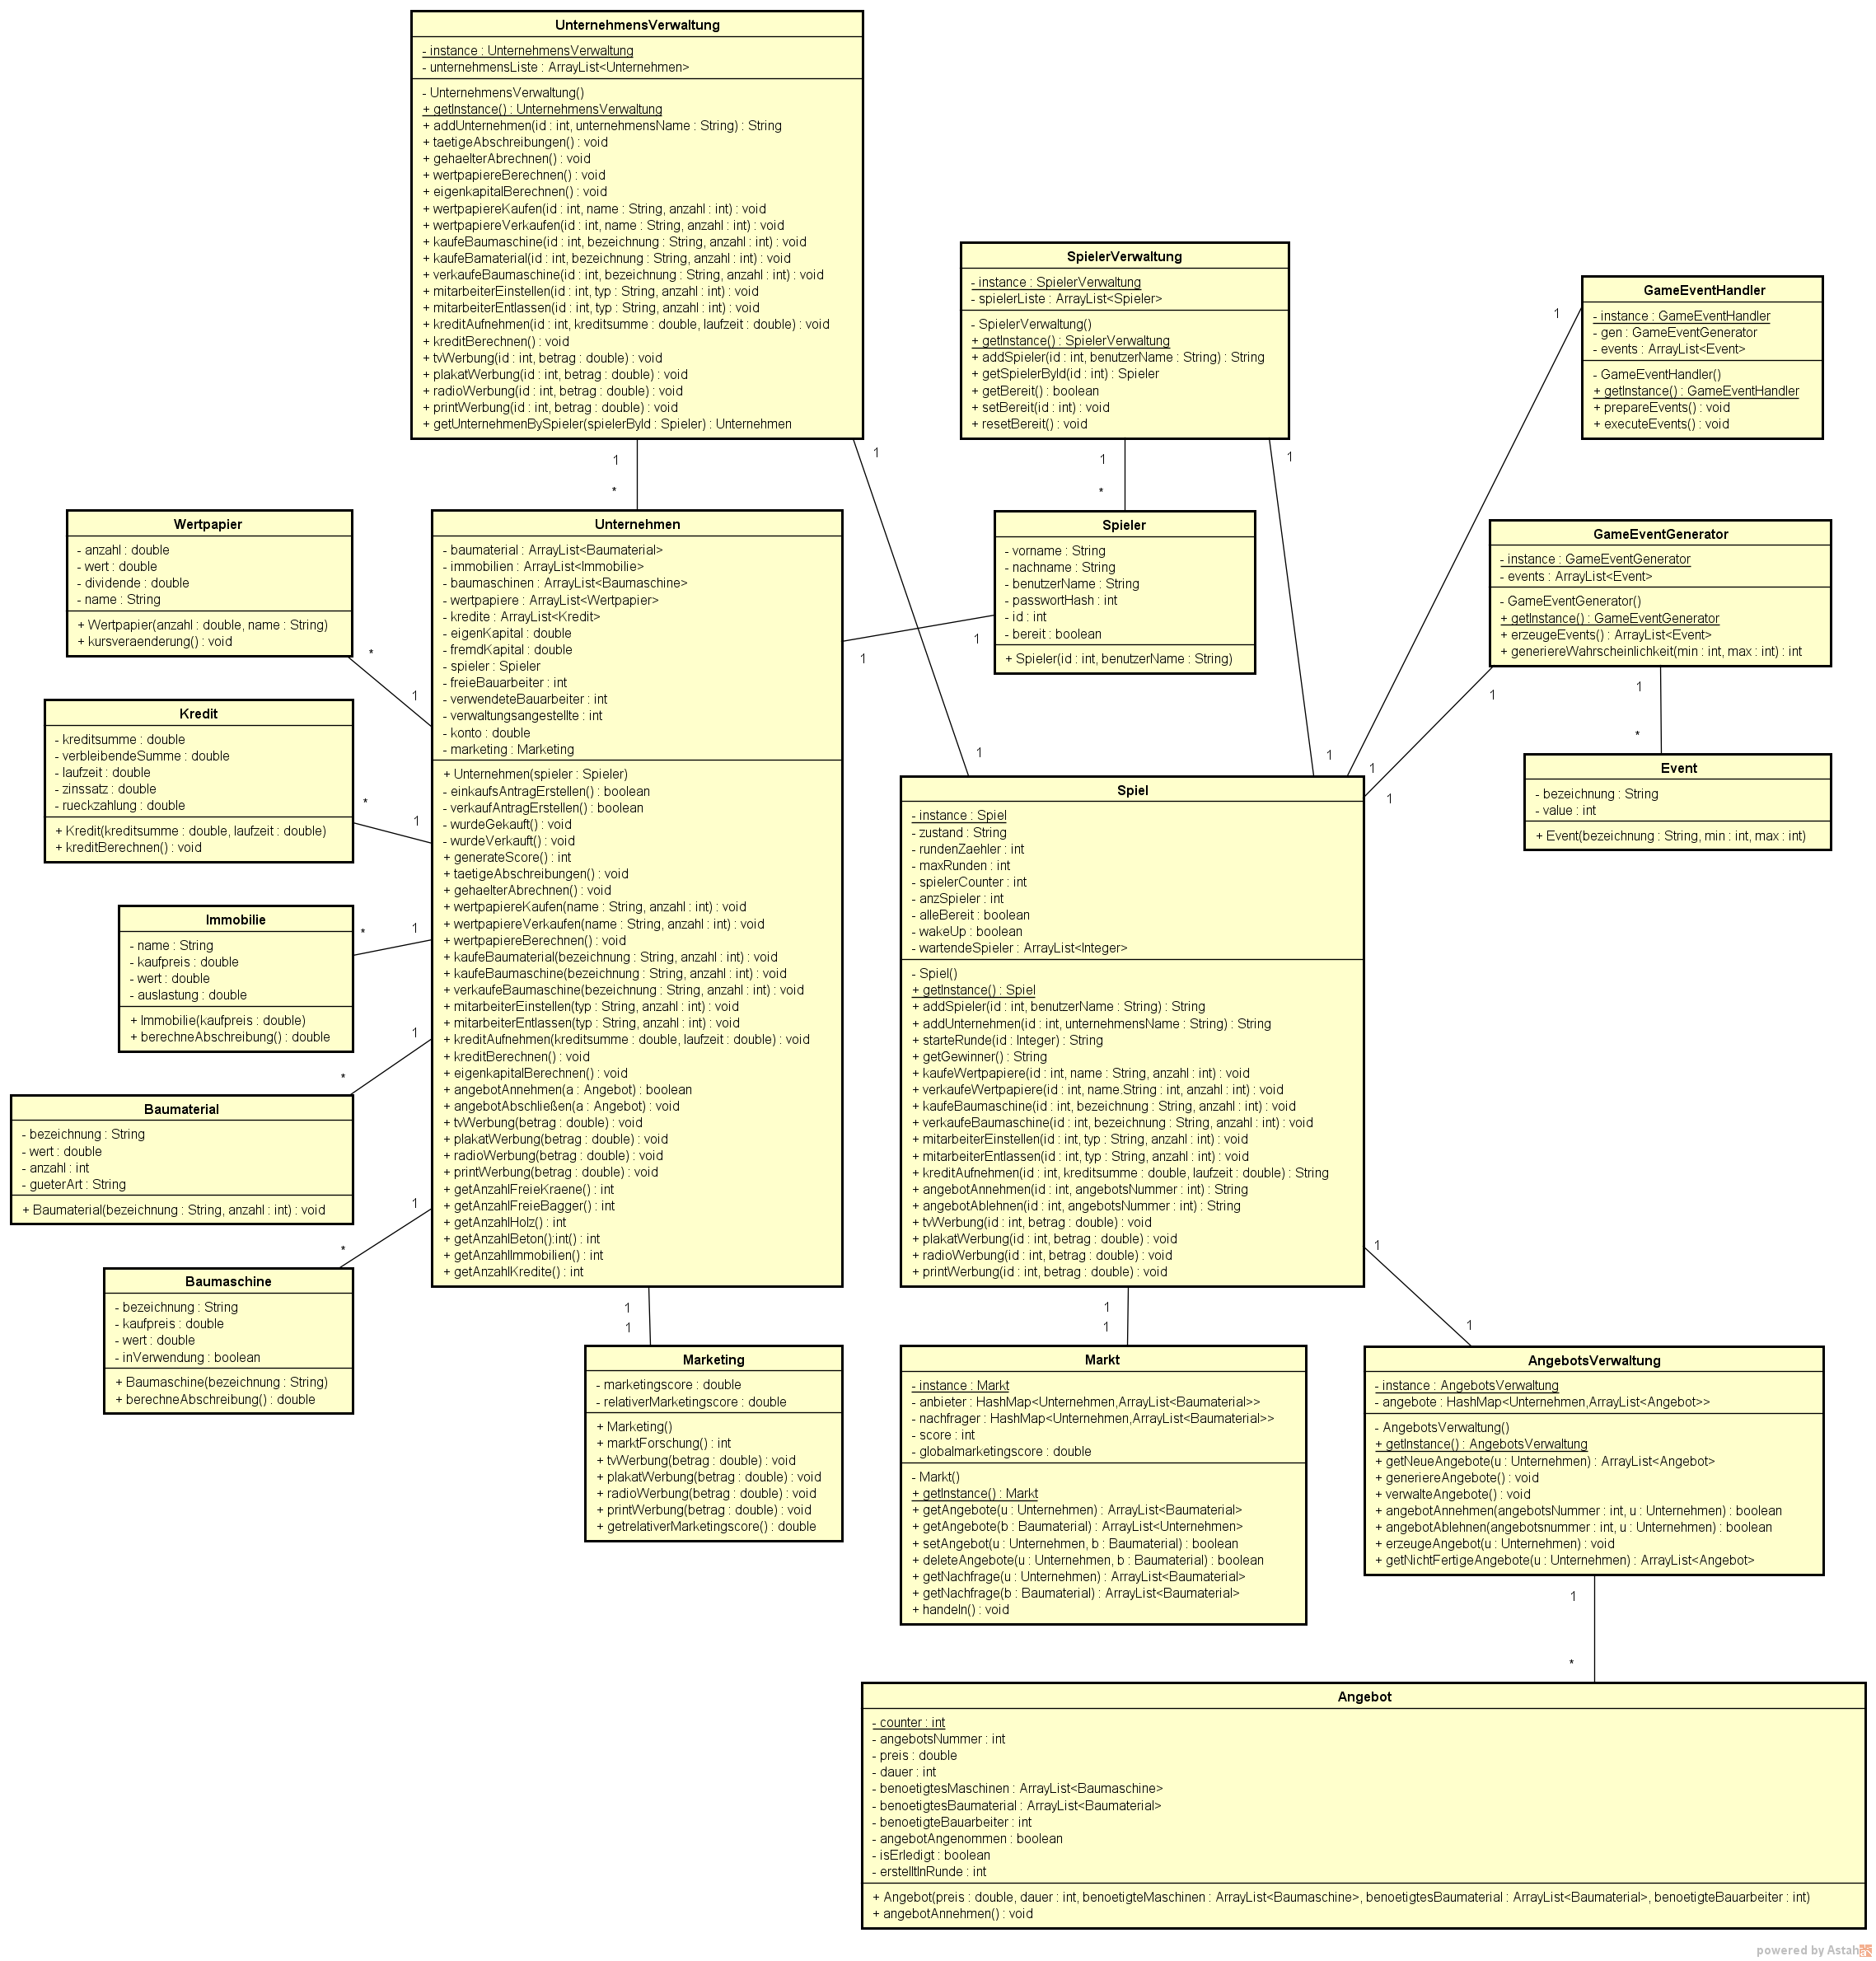 UnternehmensVerwaltung
- instance : UnternehmensVerwaltung
- unternehmensListe : ArrayList<Unternehmen>
- UnternehmensVerwaltung()
+ getInstance() : UnternehmensVerwaltung
+ addUnternehmen(id : int, unternehmensName : String) : String
+ taetigeAbschreibungen() : void
+ gehaelterAbrechnen() : void
+ wertpapiereBerechnen() : void
+ eigenkapitalBerechnen() : void
+ wertpapiereKaufen(id : int, name : String, anzahl : int) : void
+ wertpapiereVerkaufen(id : int, name : String, anzahl : int) : void
+ kaufeBaumaschine(id : int, bezeichnung : String, anzahl : int) : void
+ kaufeBamaterial(id : int, bezeichnung : String, anzahl : int) : void
+ verkaufeBaumaschine(id : int, bezeichnung : String, anzahl : int) : void
+ mitarbeiterEinstellen(id : int, typ : String, anzahl : int) : void
+ mitarbeiterEntlassen(id : int, typ : String, anzahl : int) : void
+ kreditAufnehmen(id : int, kreditsumme : double, laufzeit : double) : void
+ kreditBerechnen() : void
+ tvWerbung(id : int, betrag : double) : void
+ plakatWerbung(id : int, betrag : double) : void
+ radioWerbung(id : int, betrag : double) : void
+ printWerbung(id : int, betrag : double) : void
+ getUnternehmenBySpieler(spielerById : Spieler) : Unternehmen
SpielerVerwaltung
- instance : SpielerVerwaltung
- spielerListe : ArrayList<Spieler>
- SpielerVerwaltung()
+ getInstance() : SpielerVerwaltung
+ addSpieler(id : int, benutzerName : String) : String
+ getSpielerById(id : int) : Spieler
+ getBereit() : boolean
+ setBereit(id : int) : void
+ resetBereit() : void
GameEventHandler
- instance : GameEventHandler
- gen : GameEventGenerator
- events : ArrayList<Event>
- GameEventHandler()
+ getInstance() : GameEventHandler
+ prepareEvents() : void
+ executeEvents() : void
1
1
*
1
1
*
1
1
Wertpapier
- anzahl : double
- wert : double
- dividende : double
- name : String
+ Wertpapier(anzahl : double, name : String)
+ kursveraenderung() : void
*
1
Unternehmen
- baumaterial : ArrayList<Baumaterial>
- immobilien : ArrayList<Immobilie>
- baumaschinen : ArrayList<Baumaschine>
- wertpapiere : ArrayList<Wertpapier>
- kredite : ArrayList<Kredit>
- eigenKapital : double
- fremdKapital : double
- spieler : Spieler
- freieBauarbeiter : int
- verwendeteBauarbeiter : int
- verwaltungsangestellte : int
- konto : double
- marketing : Marketing
+ Unternehmen(spieler : Spieler)
- einkaufsAntragErstellen() : boolean
- verkaufAntragErstellen() : boolean
- wurdeGekauft() : void
- wurdeVerkauft() : void
+ generateScore() : int
+ taetigeAbschreibungen() : void
+ gehaelterAbrechnen() : void
+ wertpapiereKaufen(name : String, anzahl : int) : void
+ wertpapiereVerkaufen(name : String, anzahl : int) : void
+ wertpapiereBerechnen() : void
+ kaufeBaumaterial(bezeichnung : String, anzahl : int) : void
+ kaufeBaumaschine(bezeichnung : String, anzahl : int) : void
+ verkaufeBaumaschine(bezeichnung : String, anzahl : int) : void
+ mitarbeiterEinstellen(typ : String, anzahl : int) : void
+ mitarbeiterEntlassen(typ : String, anzahl : int) : void
+ kreditAufnehmen(kreditsumme : double, laufzeit : double) : void
+ kreditBerechnen() : void
+ eigenkapitalBerechnen() : void
+ angebotAnnehmen(a : Angebot) : boolean
+ angebotAbschließen(a : Angebot) : void
+ tvWerbung(betrag : double) : void
+ plakatWerbung(betrag : double) : void
+ radioWerbung(betrag : double) : void
+ printWerbung(betrag : double) : void
+ getAnzahlFreieKraene() : int
+ getAnzahlFreieBagger() : int
+ getAnzahlHolz() : int
+ getAnzahlBeton():int() : int
+ getAnzahlImmobilien() : int
+ getAnzahlKredite() : int
Spieler
- vorname : String
- nachname : String
- benutzerName : String
- passwortHash : int
- id : int
- bereit : boolean
+ Spieler(id : int, benutzerName : String)
1
1
GameEventGenerator
- instance : GameEventGenerator
- events : ArrayList<Event>
- GameEventGenerator()
+ getInstance() : GameEventGenerator
+ erzeugeEvents() : ArrayList<Event>
+ generiereWahrscheinlichkeit(min : int, max : int) : int
1
*
1
1
1
1
Event
- bezeichnung : String
- value : int
+ Event(bezeichnung : String, min : int, max : int)
Kredit
- kreditsumme : double
- verbleibendeSumme : double
- laufzeit : double
- zinssatz : double
- rueckzahlung : double
+ Kredit(kreditsumme : double, laufzeit : double)
+ kreditBerechnen() : void
*
1
Immobilie
- name : String
- kaufpreis : double
- wert : double
- auslastung : double
+ Immobilie(kaufpreis : double)
+ berechneAbschreibung() : double
*
1
Baumaterial
- bezeichnung : String
- wert : double
- anzahl : int
- gueterArt : String
+ Baumaterial(bezeichnung : String, anzahl : int) : void
*
1
Baumaschine
- bezeichnung : String
- kaufpreis : double
- wert : double
- inVerwendung : boolean
+ Baumaschine(bezeichnung : String)
+ berechneAbschreibung() : double
*
1
Spiel
- instance : Spiel
- zustand : String
- rundenZaehler : int
- maxRunden : int
- spielerCounter : int
- anzSpieler : int
- alleBereit : boolean
- wakeUp : boolean
- wartendeSpieler : ArrayList<Integer>
- Spiel()
+ getInstance() : Spiel
+ addSpieler(id : int, benutzerName : String) : String
+ addUnternehmen(id : int, unternehmensName : String) : String
+ starteRunde(id : Integer) : String
+ getGewinner() : String
+ kaufeWertpapiere(id : int, name : String, anzahl : int) : void
+ verkaufeWertpapiere(id : int, name.String : int, anzahl : int) : void
+ kaufeBaumaschine(id : int, bezeichnung : String, anzahl : int) : void
+ verkaufeBaumaschine(id : int, bezeichnung : String, anzahl : int) : void
+ mitarbeiterEinstellen(id : int, typ : String, anzahl : int) : void
+ mitarbeiterEntlassen(id : int, typ : String, anzahl : int) : void
+ kreditAufnehmen(id : int, kreditsumme : double, laufzeit : double) : String
+ angebotAnnehmen(id : int, angebotsNummer : int) : String
+ angebotAblehnen(id : int, angebotsNummer : int) : String
+ tvWerbung(id : int, betrag : double) : void
+ plakatWerbung(id : int, betrag : double) : void
+ radioWerbung(id : int, betrag : double) : void
+ printWerbung(id : int, betrag : double) : void
1
1
1
1
1
1
1
Marketing
- marketingscore : double
- relativerMarketingscore : double
+ Marketing()
+ marktForschung() : int
+ tvWerbung(betrag : double) : void
+ plakatWerbung(betrag : double) : void
+ radioWerbung(betrag : double) : void
+ printWerbung(betrag : double) : void
+ getrelativerMarketingscore() : double
Markt
- instance : Markt
- anbieter : HashMap<Unternehmen,ArrayList<Baumaterial>>
- nachfrager : HashMap<Unternehmen,ArrayList<Baumaterial>>
- score : int
- globalmarketingscore : double
- Markt()
+ getInstance() : Markt
+ getAngebote(u : Unternehmen) : ArrayList<Baumaterial>
+ getAngebote(b : Baumaterial) : ArrayList<Unternehmen>
+ setAngebot(u : Unternehmen, b : Baumaterial) : boolean
+ deleteAngebote(u : Unternehmen, b : Baumaterial) : boolean
+ getNachfrage(u : Unternehmen) : ArrayList<Baumaterial>
+ getNachfrage(b : Baumaterial) : ArrayList<Baumaterial>
+ handeln() : void
AngebotsVerwaltung
- instance : AngebotsVerwaltung
- angebote : HashMap<Unternehmen,ArrayList<Angebot>>
- AngebotsVerwaltung()
+ getInstance() : AngebotsVerwaltung
+ getNeueAngebote(u : Unternehmen) : ArrayList<Angebot>
+ generiereAngebote() : void
+ verwalteAngebote() : void
+ angebotAnnehmen(angebotsNummer : int, u : Unternehmen) : boolean
+ angebotAblehnen(angebotsnummer : int, u : Unternehmen) : boolean
+ erzeugeAngebot(u : Unternehmen) : void
+ getNichtFertigeAngebote(u : Unternehmen) : ArrayList<Angebot>
1
*
Angebot
- counter : int
- angebotsNummer : int
- preis : double
- dauer : int
- benoetigtesMaschinen : ArrayList<Baumaschine>
- benoetigtesBaumaterial : ArrayList<Baumaterial>
- benoetigteBauarbeiter : int
- angebotAngenommen : boolean
- isErledigt : boolean
- erstelltInRunde : int
+ Angebot(preis : double, dauer : int, benoetigteMaschinen : ArrayList<Baumaschine>, benoetigtesBaumaterial : ArrayList<Baumaterial>, benoetigteBauarbeiter : int)
+ angebotAnnehmen() : void
powered by Astah